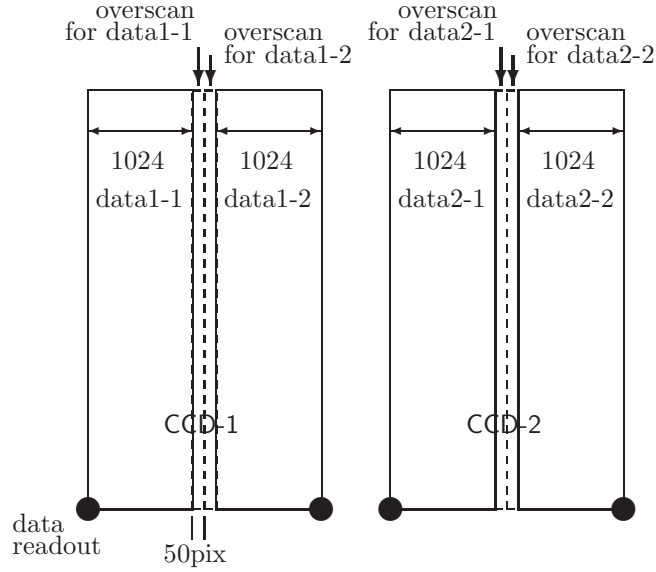 overscan
for data1-1
overscan
for data1-2
overscan
for data2-1
overscan
for data2-2
1024
data1-1
1024
data1-2
1024
data2-1
1024
data2-2
CCD-1
CCD-2
data
readout
50pix